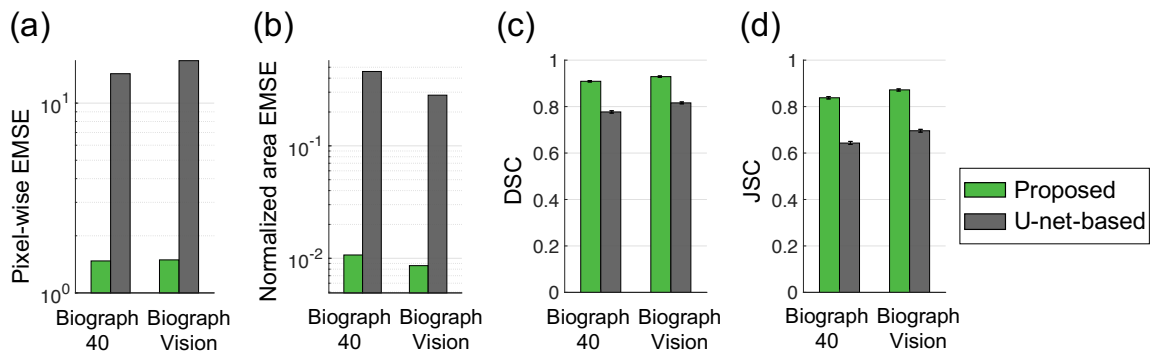 (a)
Pixel-wise EMSE
10^1
10^0
Biograph
40
Biograph
Vision
(b)
Normalized area EMSE
10^-1
10^-2
Biograph
40
Biograph
Vision
(c)
DSC
1
0.8
0.6
0.4
0.2
0
Biograph
40
Biograph
Vision
(d)
JSC
1
0.8
0.6
0.4
0.2
0
Biograph
40
Biograph
Vision
Proposed
U-net-based